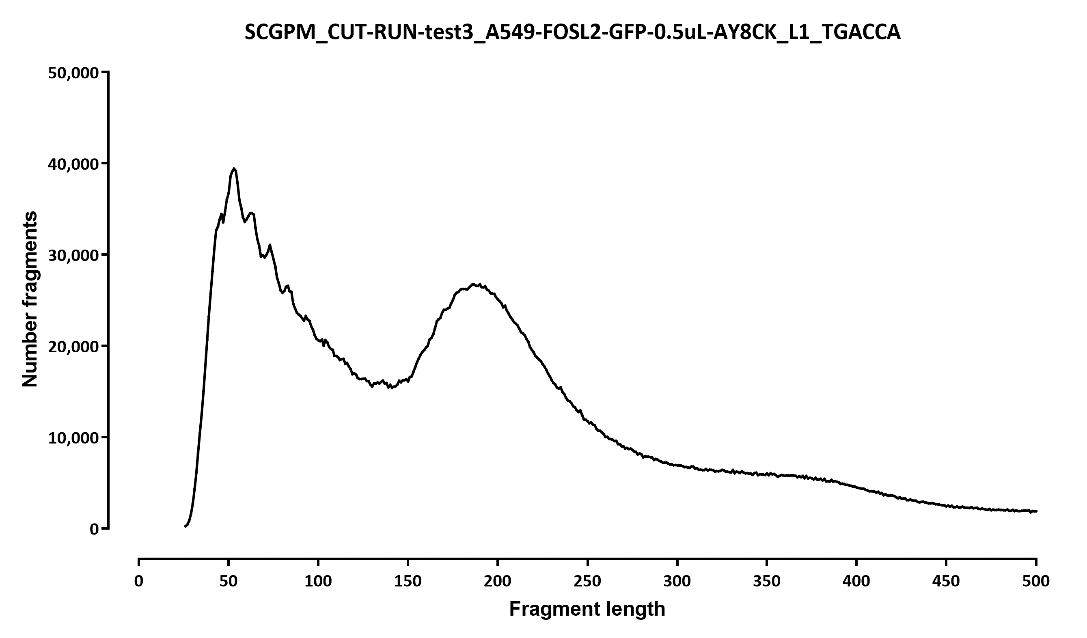 SCGPM_CUT-RUN-test3_A549-FOSL2-GFP-0.5uL-AY8CK_L1_TGACCA
50,000
40,000
30,000
20,000
10,000
0
Number fragments
0 50 100 150 200 250 300 350 400 450 500
Fragment length